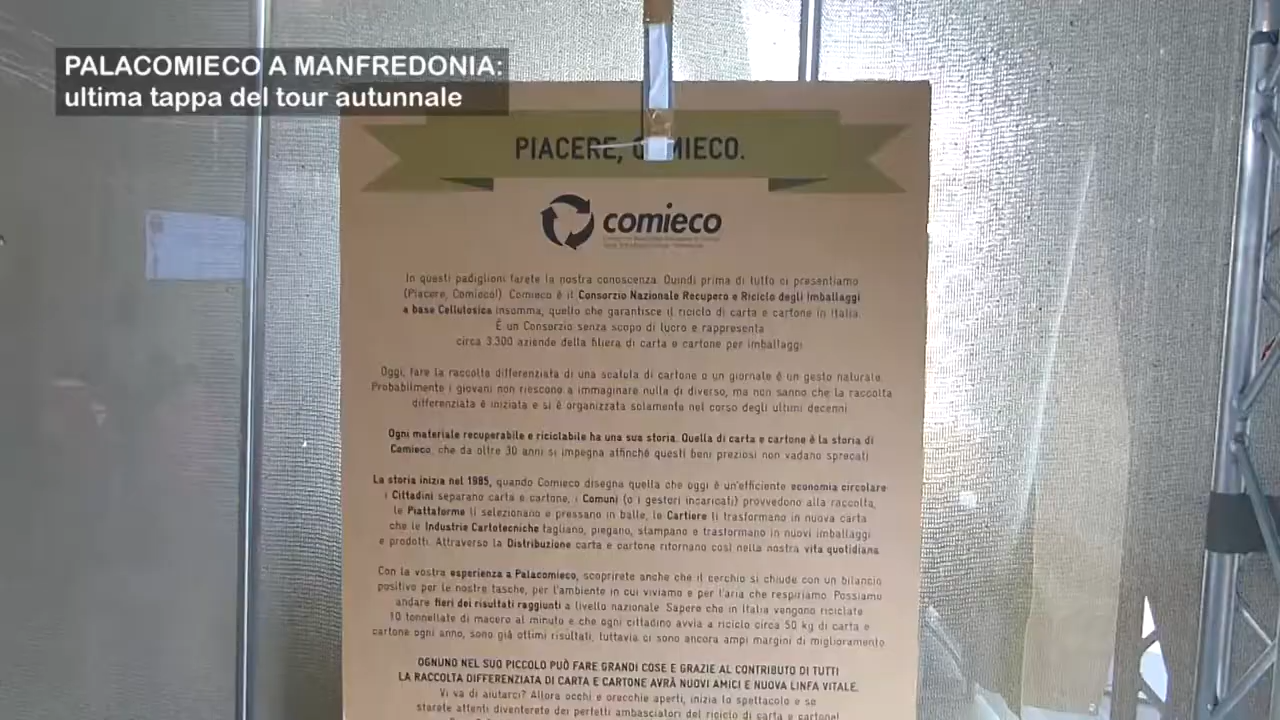 PALACOMIECO A MANFREDONIA:
ultima tappa del tour autunnale
PIACERE, COMIECO.
comieco
In questi padiglioni farete la nostra conoscenza. Quindi prima di tutto ci presentiamo
(Piacere, Comieco!). Comieco è il Consorzio Nazionale Recupero e Riciclo degli Imballaggi
a base Cellulosica insomma, quello che garantisce il riciclo di carta e cartone in Italia.
È un Consorzio senza scopo di lucro e rappresenta
circa 3.300 aziende della filiera di carta e cartone per imballaggi
Oggi, fare la raccolta differenziata di una scatola di cartone o un giornale è un gesto naturale.
Probabilmente i giovani non riescono a immaginare nulla di diverso, ma non sanno che la raccolta
differenziata è iniziata e si è organizzata solamente nel corso degli ultimi decenni
Ogni materiale recuperabile e riciclabile ha una sua storia. Quella di carta e cartone è la storia di
Comieco, che da oltre 30 anni si impegna affinché questi beni preziosi non vadano sprecati
La storia inizia nel 1985, quando Comieco disegna quella che oggi è un'efficiente economia circolare
i Cittadini separano carta e cartone, i Comuni (o i gestori incaricati) provvedono alla raccolta,
le Piattaforme li selezionano e pressano in balle, le Cartiere li trasformano in nuova carta
che le Industrie Cartotecniche tagliano, piegano, stampano e trasformano in nuovi imballaggi
e prodotti. Attraverso la Distribuzione carta e cartone ritornano così nella nostra vita quotidiana
Con la vostra esperienza a Palacomieco, scoprirete anche che il cerchio si chiude con un bilancio
positivo per le nostre tasche, per l'ambiente in cui viviamo e per l'aria che respiriamo. Possiamo
andare fieri dei risultati raggiunti a livello nazionale. Sapere che in Italia vengono riciclate
10 tonnellate di macero al minuto e che ogni cittadino avvia a riciclo circa 50 kg di carta e
cartone ogni anno, sono già ottimi risultati, tuttavia ci sono ancora ampi margini di miglioramento
OGNUNO NEL SUO PICCOLO PUÒ FARE GRANDI COSE E GRAZIE AL CONTRIBUTO DI TUTTI
LA RACCOLTA DIFFERENZIATA DI CARTA E CARTONE AVRÀ NUOVI AMICI E NUOVA LINFA VITALE.
Vi va di aiutarci? Allora occhi e orecchie aperti, inizia lo spettacolo e se
starete attenti diventerete dei perfetti ambasciatori del riciclo di carta e cartone!